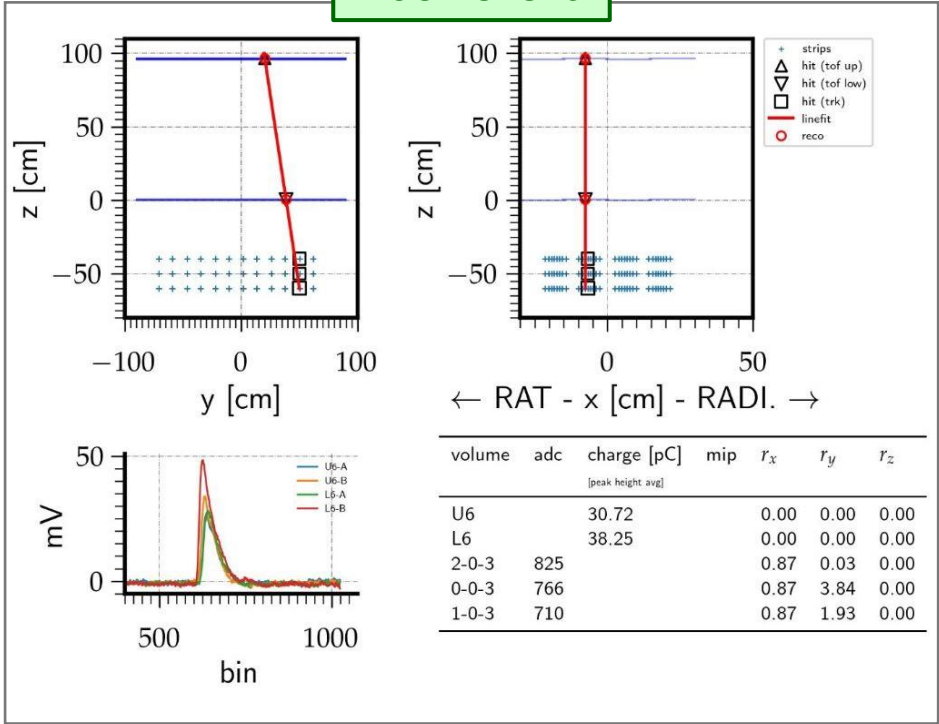 100
50
0
−50
z [cm]
−100 0 100
y [cm]
100
50
0
−50
z [cm]
0 50
← RAT - x [cm] - RADI. →
strips
hit (tof up)
hit (tof low)
hit (trk)
linefit
reco
50
0
mV
500 1000
bin
U6-A
U6-B
L6-A
L6-B
volume adc charge [pC] mip rx ry rz
[peak height avg]
U6 30.72 0.00 0.00 0.00
L6 38.25 0.00 0.00 0.00
2-0-3 825 0.87 0.03 0.00
0-0-3 766 0.87 3.84 0.00
1-0-3 710 0.87 1.93 0.00